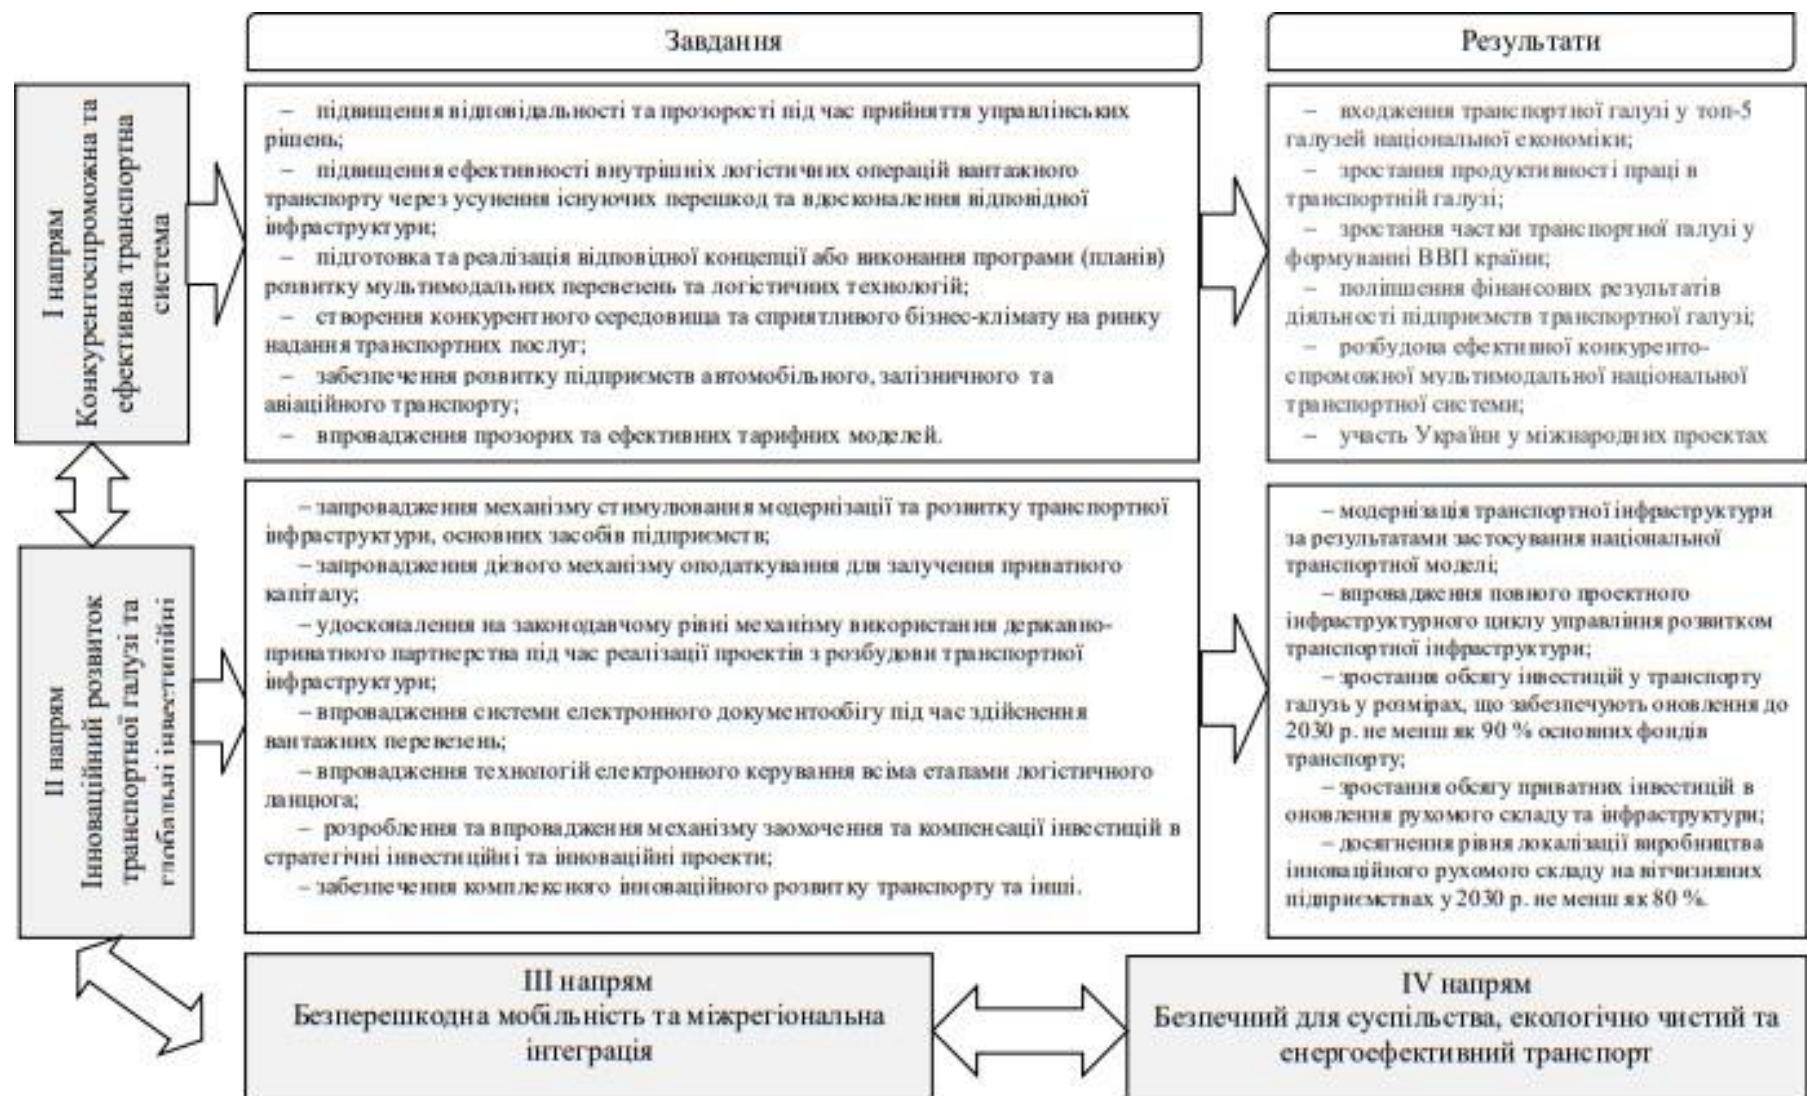 Завдання
Результати
І напрям
Конкурентоспроможна та
ефективна транспортна
система
– підвищення відповідальності та прозорості під час прийняття управлінських
рішень;
– підвищення ефективності внутрішніх логістичних операцій вантажного
транспорту через усунення існуючих перешкод та вдосконалення відповідної
інфраструктури;
– підготовка та реалізація відповідної концепції або виконання програми (планів)
розвитку мультимодальних перевезень та логістичних технологій;
– створення конкурентного середовища та сприятливого бізнес-клімату на ринку
надання транспортних послуг;
– забезпечення розвитку підприємств автомобільного, залізничного та
авіаційного транспорту;
– впровадження прозорих та ефективних тарифних моделей.
– входження транспортної галузі у топ-5
галузей національної економіки;
– зростання продуктивності праці в
транспортній галузі;
– зростання частки транспортної галузі у
формуванні ВВП країни;
– поліпшення фінансових результатів
діяльності підприємств транспортної галузі;
– розбудова ефективної конкуренто-
спроможної мультимодальної національної
транспортної системи;
– участь України у міжнародних проектах
ІІ напрям
Інноваційний розвиток
транспортної галузі та
глобальні інвестиційні
– запровадження механізму стимулювання модернізації та розвитку транспортної
інфраструктури, основних засобів підприємств;
– запровадження дієвого механізму оподаткування для залучення приватного
капіталу;
– удосконалення на законодавчому рівні механізму використання державно-
приватного партнерства під час реалізації проектів з розбудови транспортної
інфраструктури;
– впровадження системи електронного документообігу під час здійснення
вантажних перевезень;
– впровадження технологій електронного керування всіма етапами логістичного
ланцюга;
– розроблення та впровадження механізму заохочення та компенсації інвестицій в
стратегічні інвестиційні та інноваційні проекти;
– забезпечення комплексного інноваційного розвитку транспорту та інші.
– модернізація транспортної інфраструктури
за результатами застосування національної
транспортної моделі;
– впровадження повного проектного
інфраструктурного циклу управління розвитком
транспортної інфраструктури;
– зростання обсягу інвестицій у транспорту
галузь у розмірах, що забезпечують оновлення до
2030 р. не менш як 90 % основних фондів
транспорту;
– зростання обсягу приватних інвестицій в
оновлення рухомого складу та інфраструктури;
– досягнення рівня локалізації виробництва
інноваційного рухомого складу на вітчизняних
підприємствах у 2030 р. не менш як 80 %.
ІІІ напрям
Безперешкодна мобільність та міжрегіональна
інтеграція
IV напрям
Безпечний для суспільства, екологічно чистий та
енергоефективний транспорт